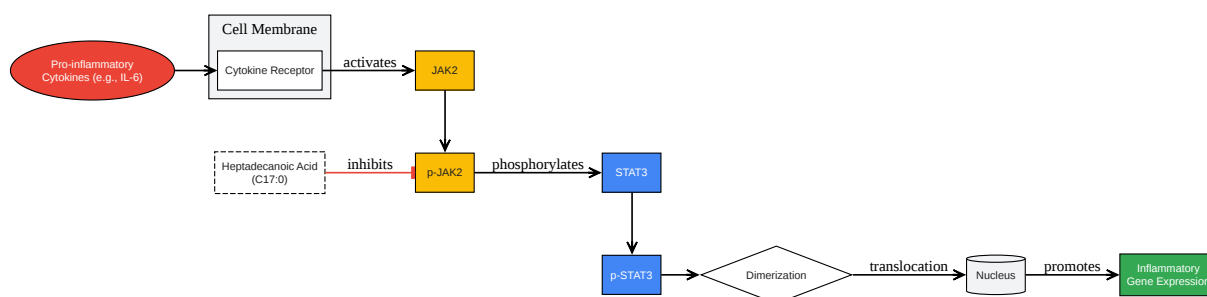 Cell Membrane
Pro-inflammatory
Cytokines (e.g., IL-6)
Cytokine Receptor
activates
JAK2
Heptadecanoic Acid
(C17:0)
inhibits
p-JAK2
phosphorylates
STAT3
p-STAT3
Dimerization
translocation
Nucleus
promotes
Inflammatory
Gene Expression